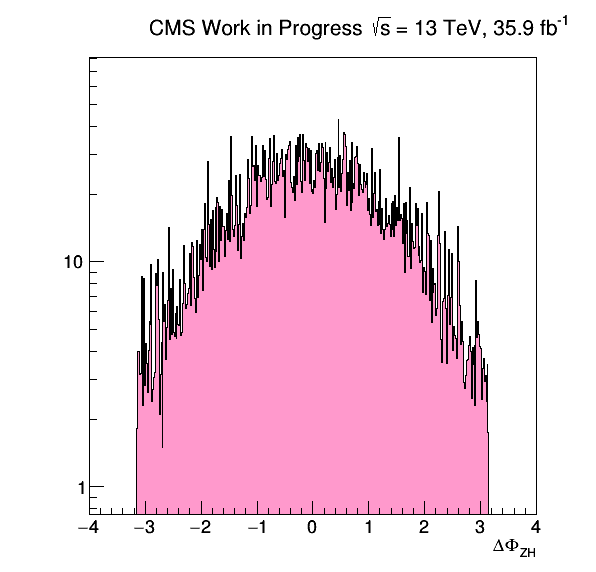 CMS Work in Progress √s = 13 TeV, 35.9 fb⁻¹
10
1
−4 −3 −2 −1 0 1 2 3 4
ΔΦ_ZH